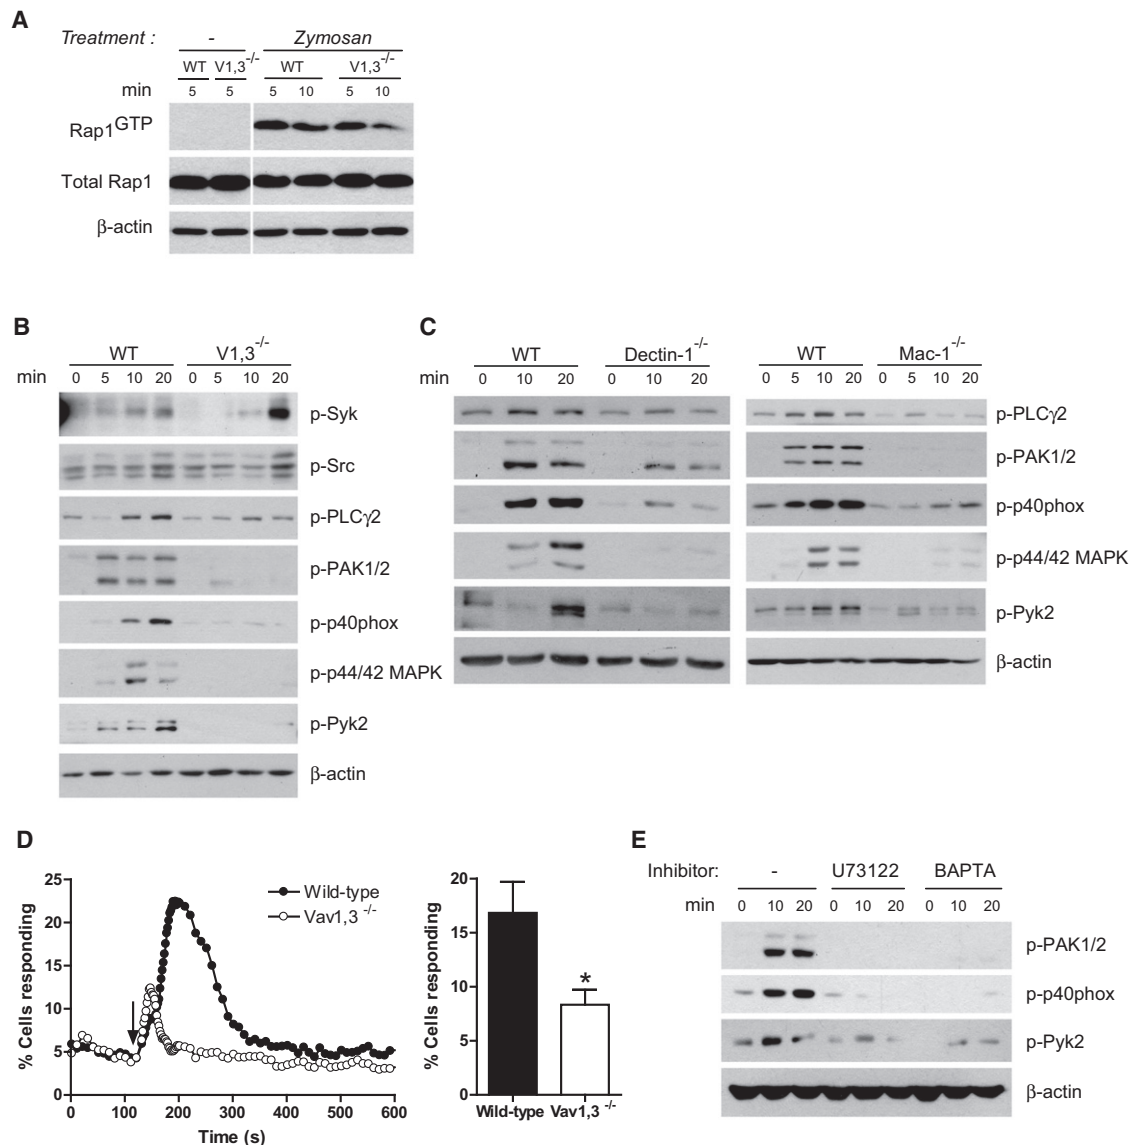 A
Treatment : - Zymosan
WT V1,3-/- WT V1,3-/-
min 5 5 5 10 5 10
Rap1GTP
Total Rap1
β-actin
B
WT V1,3-/-
min 0 5 10 20 0 5 10 20
p-Syk
p-Src
p-PLCγ2
p-PAK1/2
p-p40phox
p-p44/42 MAPK
p-Pyk2
β-actin
C
WT Dectin-1-/- WT Mac-1-/-
min 0 10 20 0 10 20 0 5 10 20 0 5 10 20
p-PLCγ2
p-PAK1/2
p-p40phox
p-p44/42 MAPK
p-Pyk2
β-actin
D
% Cells responding
25
20
15
10
5
0
0 100 200 300 400 500 600
Time (s)
Wild-type
Vav1,3 -/-
% Cells responding
20
15
10
5
0
*
Wild-type Vav1,3 -/-
E
Inhibitor: - U73122 BAPTA
min 0 10 20 0 10 20 0 10 20
p-PAK1/2
p-p40phox
p-Pyk2
β-actin